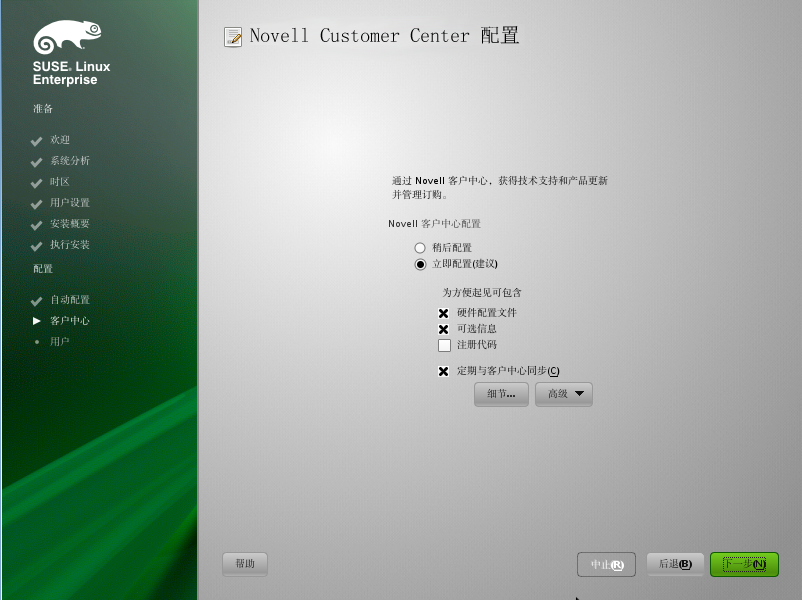 SUSE® Linux
Enterprise
准备
欢迎
系统分析
时区
用户设置
安装概要
执行安装
配置
自动配置
客户中心
用户
Novell Customer Center 配置
通过 Novell 客户中心，获得技术支持和产品更新
并管理订购。
Novell 客户中心配置
稍后配置
立即配置(建议)
为方便起见可包含
硬件配置文件
可选信息
注册代码
定期与客户中心同步(C)
细节...
高级
帮助
中止(R)
后退(B)
下一步(N)